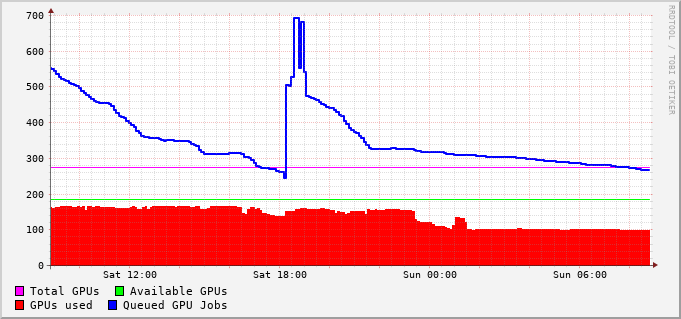 700
600
500
400
300
200
100
0
Sat 12:00 Sat 18:00 Sun 00:00 Sun 06:00
Total GPUs Available GPUs
GPUs used Queued GPU Jobs
RRDTOOL / TOBI OETIKER